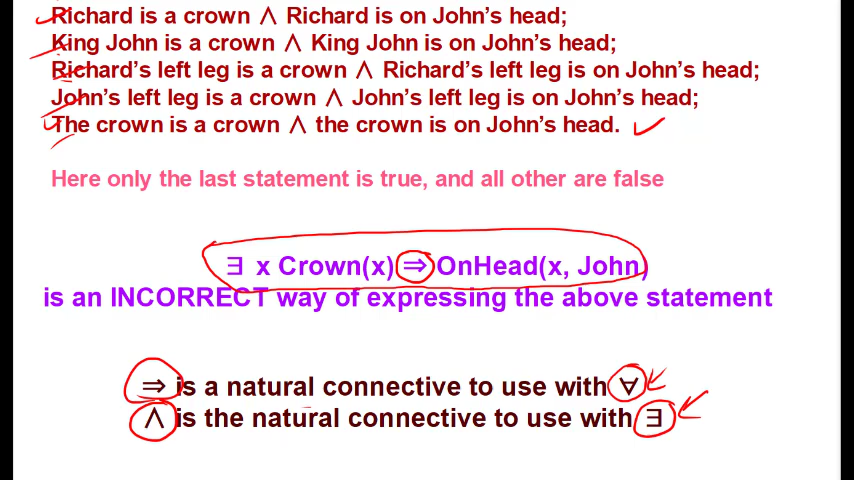 Richard is a crown ∧ Richard is on John's head;
King John is a crown ∧ King John is on John's head;
Richard's left leg is a crown ∧ Richard's left leg is on John's head;
John's left leg is a crown ∧ John's left leg is on John's head;
The crown is a crown ∧ the crown is on John's head.
Here only the last statement is true, and all other are false
∃ x Crown(x) ⇒ OnHead(x, John)
is an INCORRECT way of expressing the above statement
⇒ is a natural connective to use with ∀
∧ is the natural connective to use with ∃